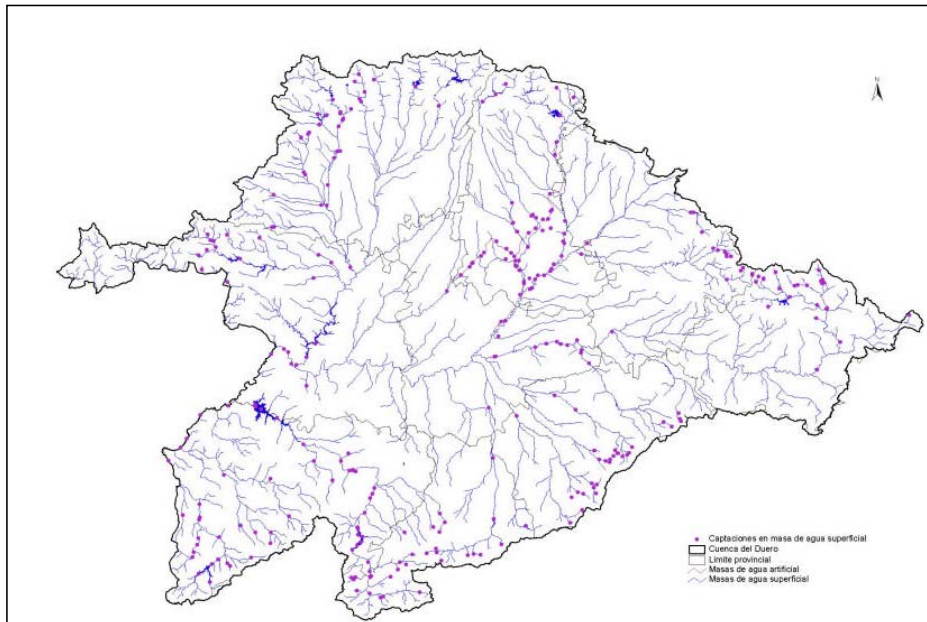 N
Captaciones en masa de agua superficial
Cuenca del Duero
Límite provincial
Masas de agua artificial
Masas de agua superficial